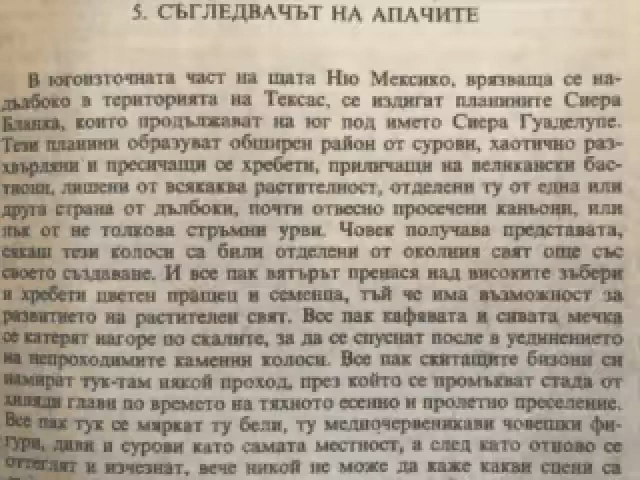 5. СЪГЛЕДВАЧЪТ НА АПАЧИТЕ
В югоизточната част на щата Ню Мексико, врязваща се на-
дълбоко в територията на Тексас, се издигат планините Сиера
Бланка, които продължават на юг под името Сиера Гуаделупе.
Тези планини образуват обширен район от сурови, хаотично раз-
хвърляни и пресичащи се хребети, приличащи на великански бас-
тиони, лишени от всякаква растителност, отделени ту от една или
друга страна от дълбоки, почти отвесно просечени каньони, или
пък от не толкова стръмни урви. Човек получава представата,
сякаш тези колоси са били отделени от околния свят още със
своето създаване. И все пак вятърът пренася над високите зъбери
и хребети цветен прашец и семенца, тъй че има възможност за
развитието на растителен свят. Все пак кафявата и сивата мечка
се катерят нагоре по скалите, за да се спуснат после в уединението
на непроходимите каменни колоси. Все пак скитащите бизони си
намират тук-там някой проход, през който се промъкват стада от
хиляди глави по времето на тяхното есенно и пролетно преселение.
Все пак тук се мяркат ту бели, ту медночервеникави човешки фи-
гури, диви и сурови като самата местност, а след като отново се
оттеглят и изчезнат, вече никой не може да каже какви сцени са